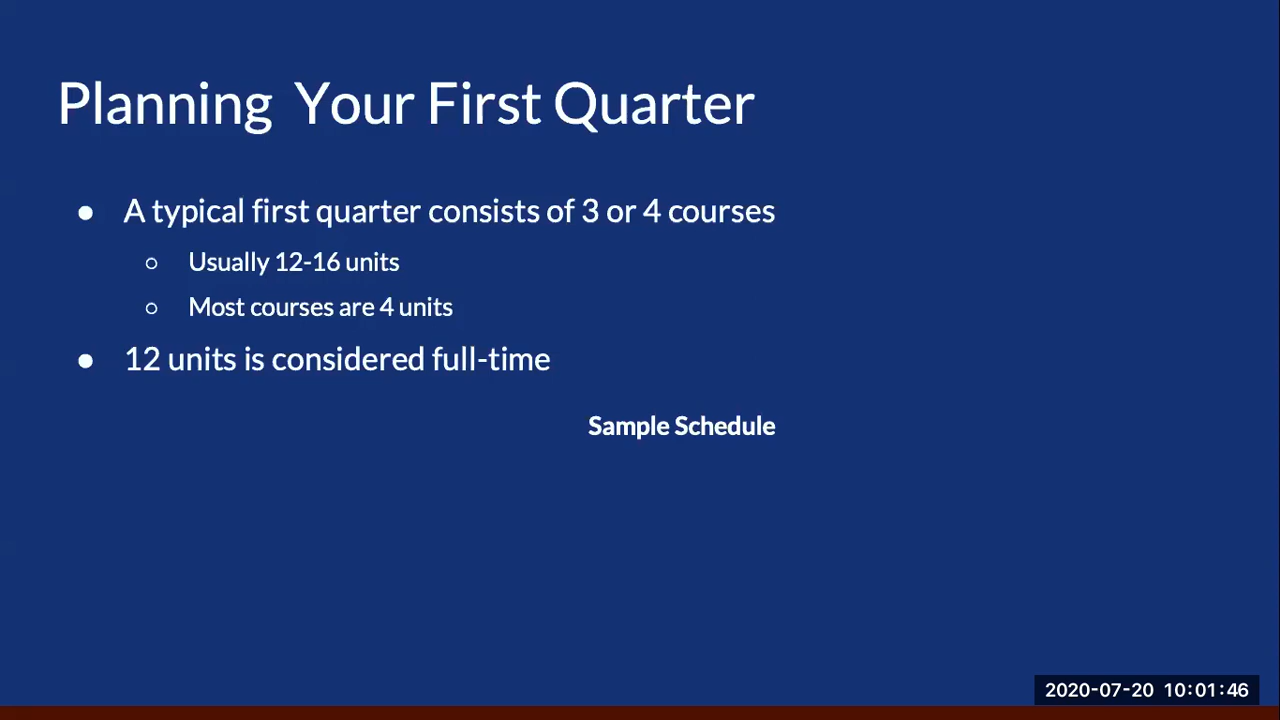 Planning Your First Quarter
● A typical first quarter consists of 3 or 4 courses
○ Usually 12-16 units
○ Most courses are 4 units
● 12 units is considered full-time
Sample Schedule
2020-07-20 10:01:46